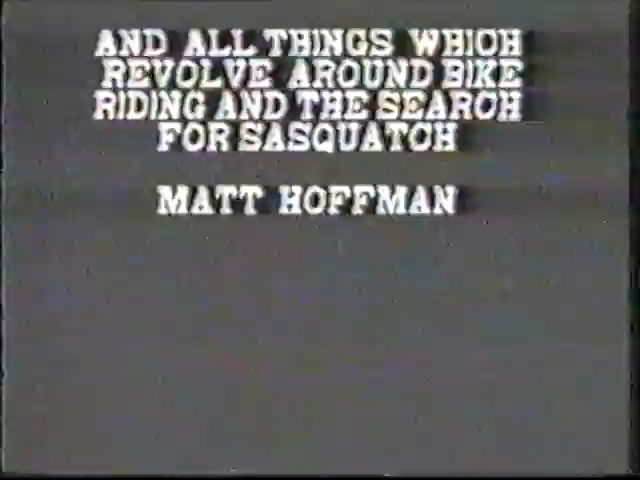 AND ALL THINGS WHICH
REVOLVE AROUND BIKE
RIDING AND THE SEARCH
FOR SASQUATCH
MATT HOFFMAN